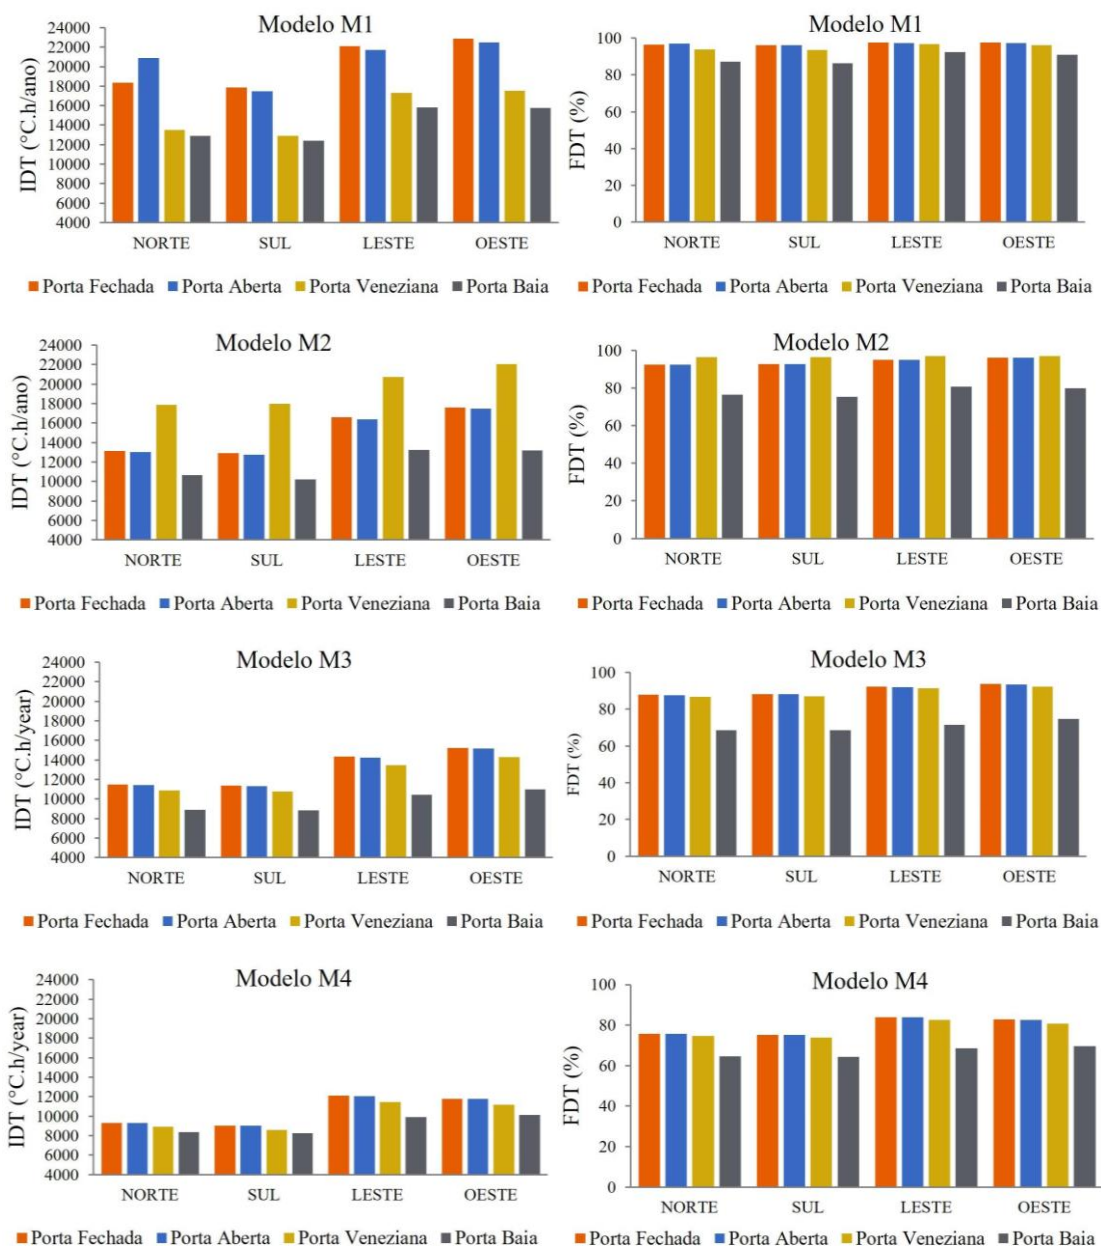 Modelo M1
IDT (°C.h/ano)
24000
22000
20000
18000
16000
14000
12000
10000
8000
6000
4000
NORTE SUL LESTE OESTE
Porta Fechada Porta Aberta Porta Veneziana Porta Baia
Modelo M1
FDT (%)
100
80
60
40
20
0
NORTE SUL LESTE OESTE
Porta Fechada Porta Aberta Porta Veneziana Porta Baia
Modelo M2
IDT (°C.h/ano)
24000
22000
20000
18000
16000
14000
12000
10000
8000
6000
4000
NORTE SUL LESTE OESTE
Porta Fechada Porta Aberta Porta Veneziana Porta Baia
Modelo M2
FDT (%)
100
80
60
40
20
0
NORTE SUL LESTE OESTE
Porta Fechada Porta Aberta Porta Veneziana Porta Baia
Modelo M3
IDT (°C.h/year)
24000
22000
20000
18000
16000
14000
12000
10000
8000
6000
4000
NORTE SUL LESTE OESTE
Porta Fechada Porta Aberta Porta Veneziana Porta Baia
Modelo M3
FDT (%)
100
80
60
40
20
0
NORTE SUL LESTE OESTE
Porta Fechada Porta Aberta Porta Veneziana Porta Baia
Modelo M4
IDT (°C.h/year)
24000
22000
20000
18000
16000
14000
12000
10000
8000
6000
4000
NORTE SUL LESTE OESTE
Porta Fechada Porta Aberta Porta Veneziana Porta Baia
Modelo M4
FDT (%)
100
80
60
40
20
0
NORTE SUL LESTE OESTE
Porta Fechada Porta Aberta Porta Veneziana Porta Baia